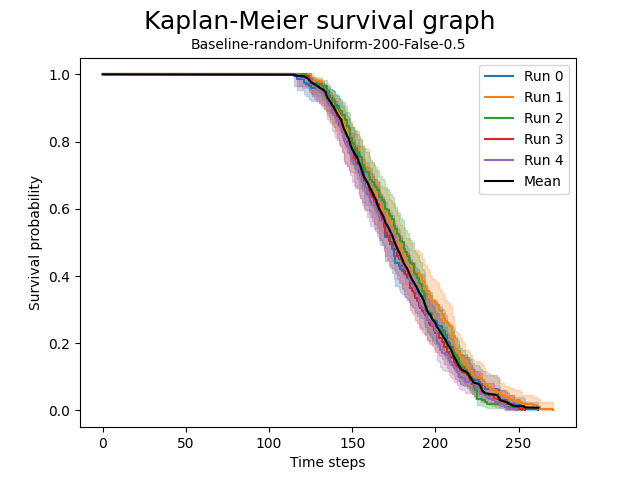 Kaplan-Meier survival graph
Baseline-random-Uniform-200-False-0.5
Survival probability
1.0
0.8
0.6
0.4
0.2
0.0
Run 0
Run 1
Run 2
Run 3
Run 4
Mean
0 50 100 150 200 250
Time steps